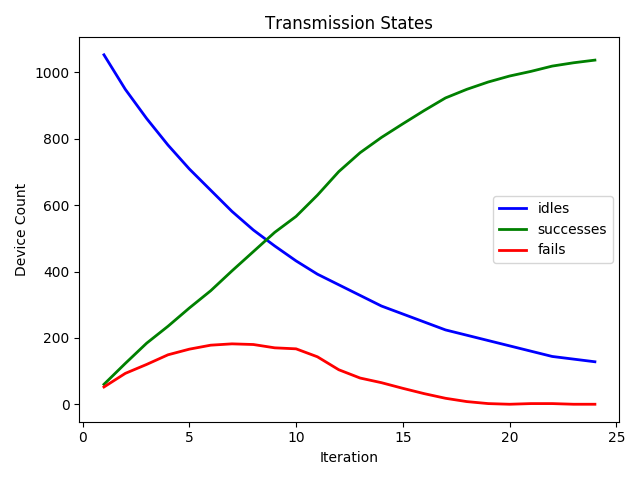 Transmission States
Device Count
1000
800
600
400
200
0
idles
successes
fails
0 5 10 15 20 25
Iteration